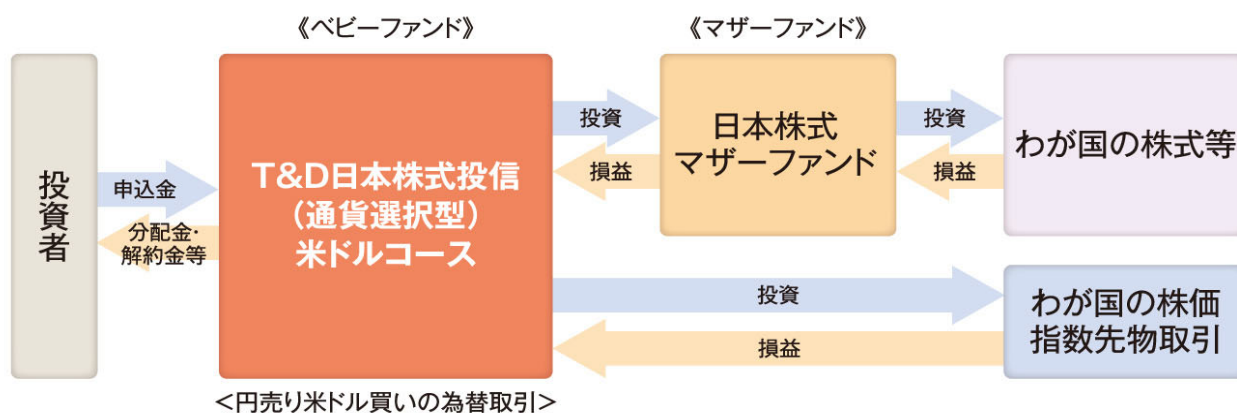 《ベビーファンド》
《マザーファンド》
投資者
申込金
分配金・
解約金等
T&D日本株式投信
（通貨選択型）
米ドルコース
投資
損益
日本株式
マザーファンド
投資
損益
わが国の株式等
投資
損益
わが国の株価
指数先物取引
＜円売り米ドル買いの為替取引＞